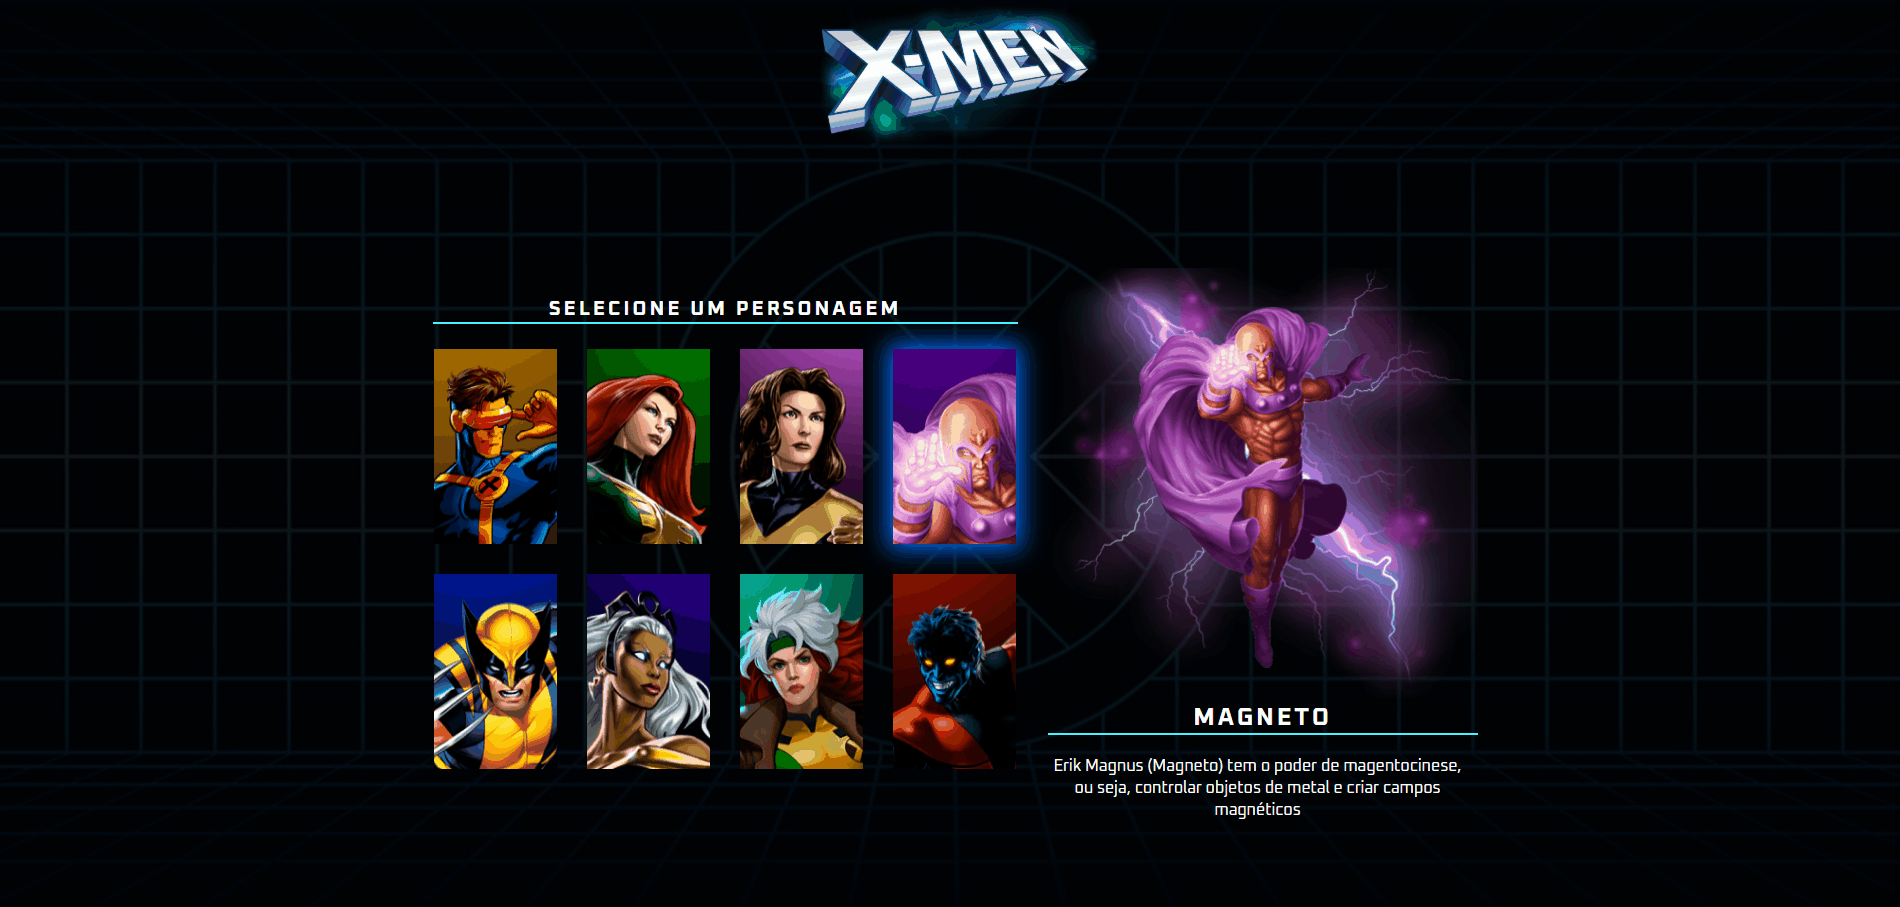 X-MEN
SELECIONE UM PERSONAGEM
MAGNETO
Erik Magnus (Magneto) tem o poder de magentocinese,
ou seja, controlar objetos de metal e criar campos
magnéticos